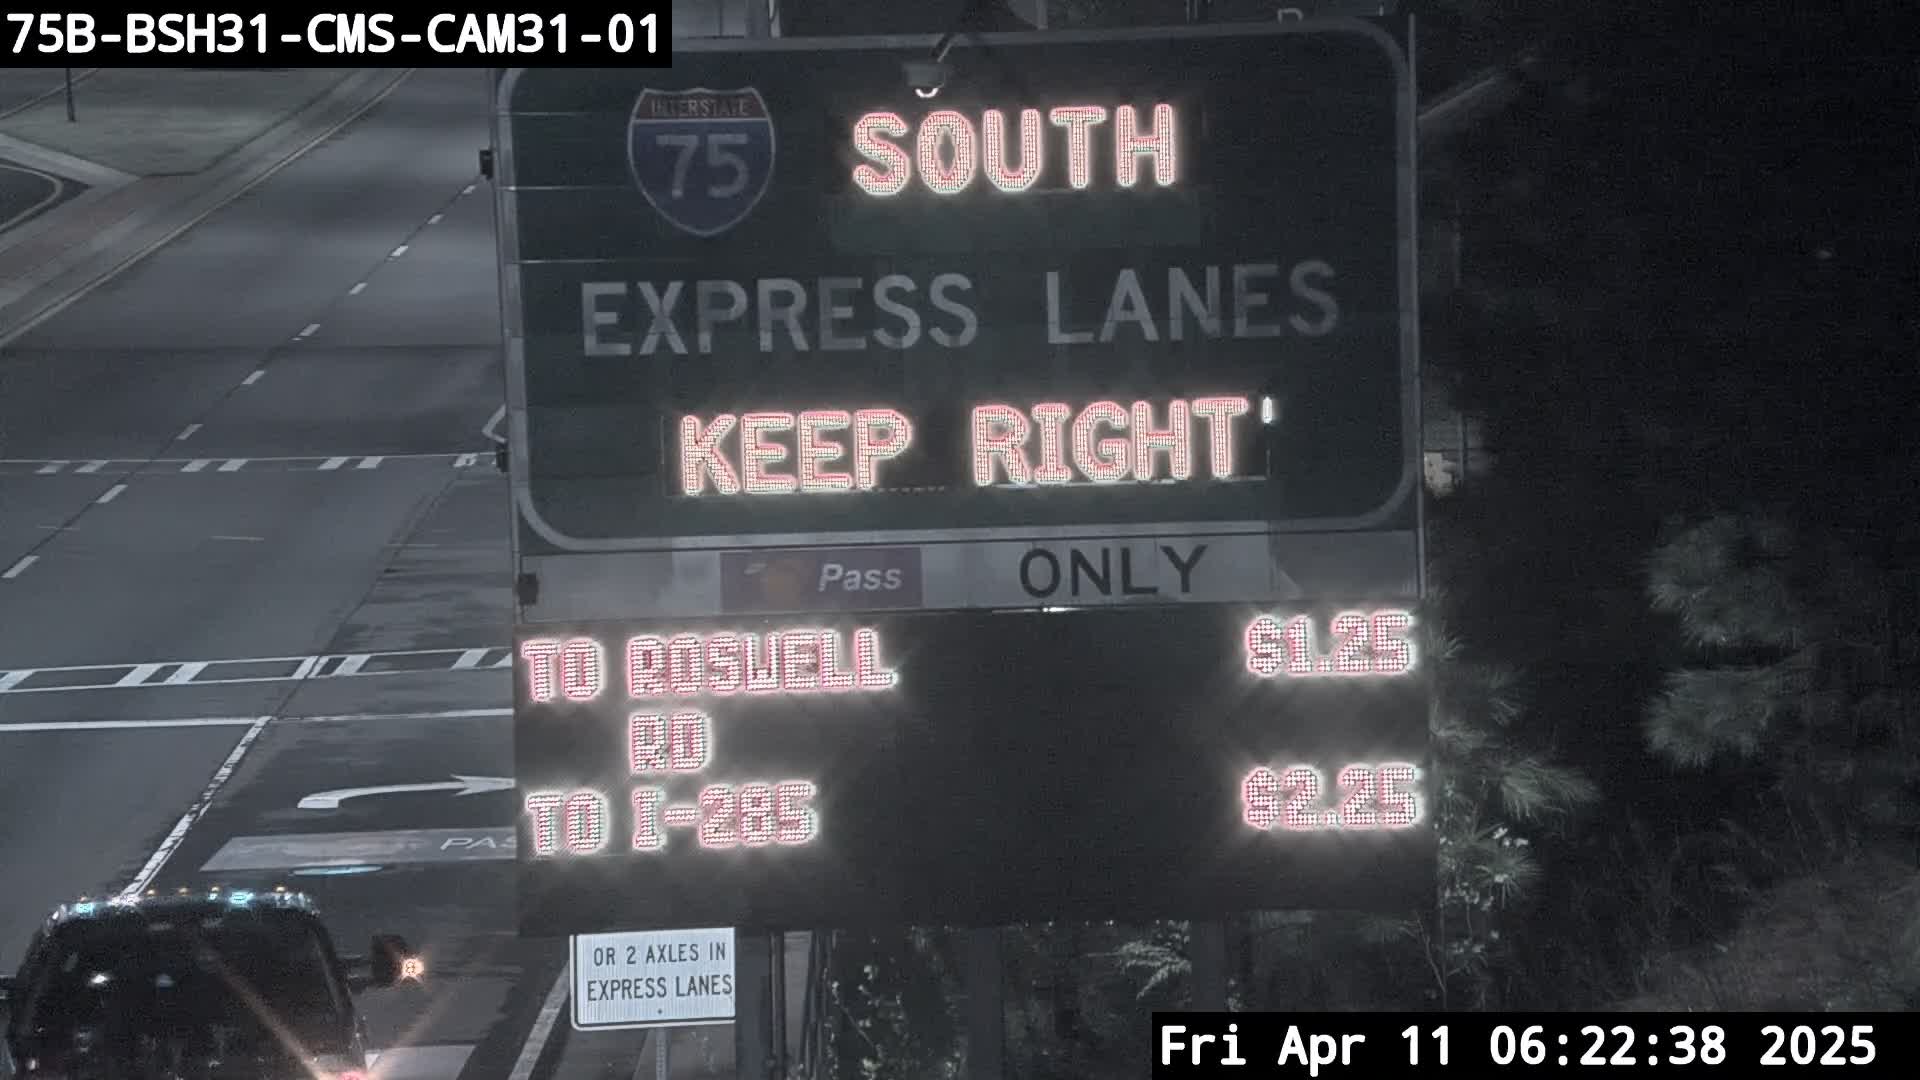 75B-BSH31-CMS-CAM31-01
INTERSTATE
75
SOUTH
EXPRESS LANES
KEEP RIGHT
Pass ONLY
TO ROSWELL $1.25
RD
TO I-285 $2.25
PAS
OR 2 AXLES IN
EXPRESS LANES
Fri Apr 11 06:22:38 2025